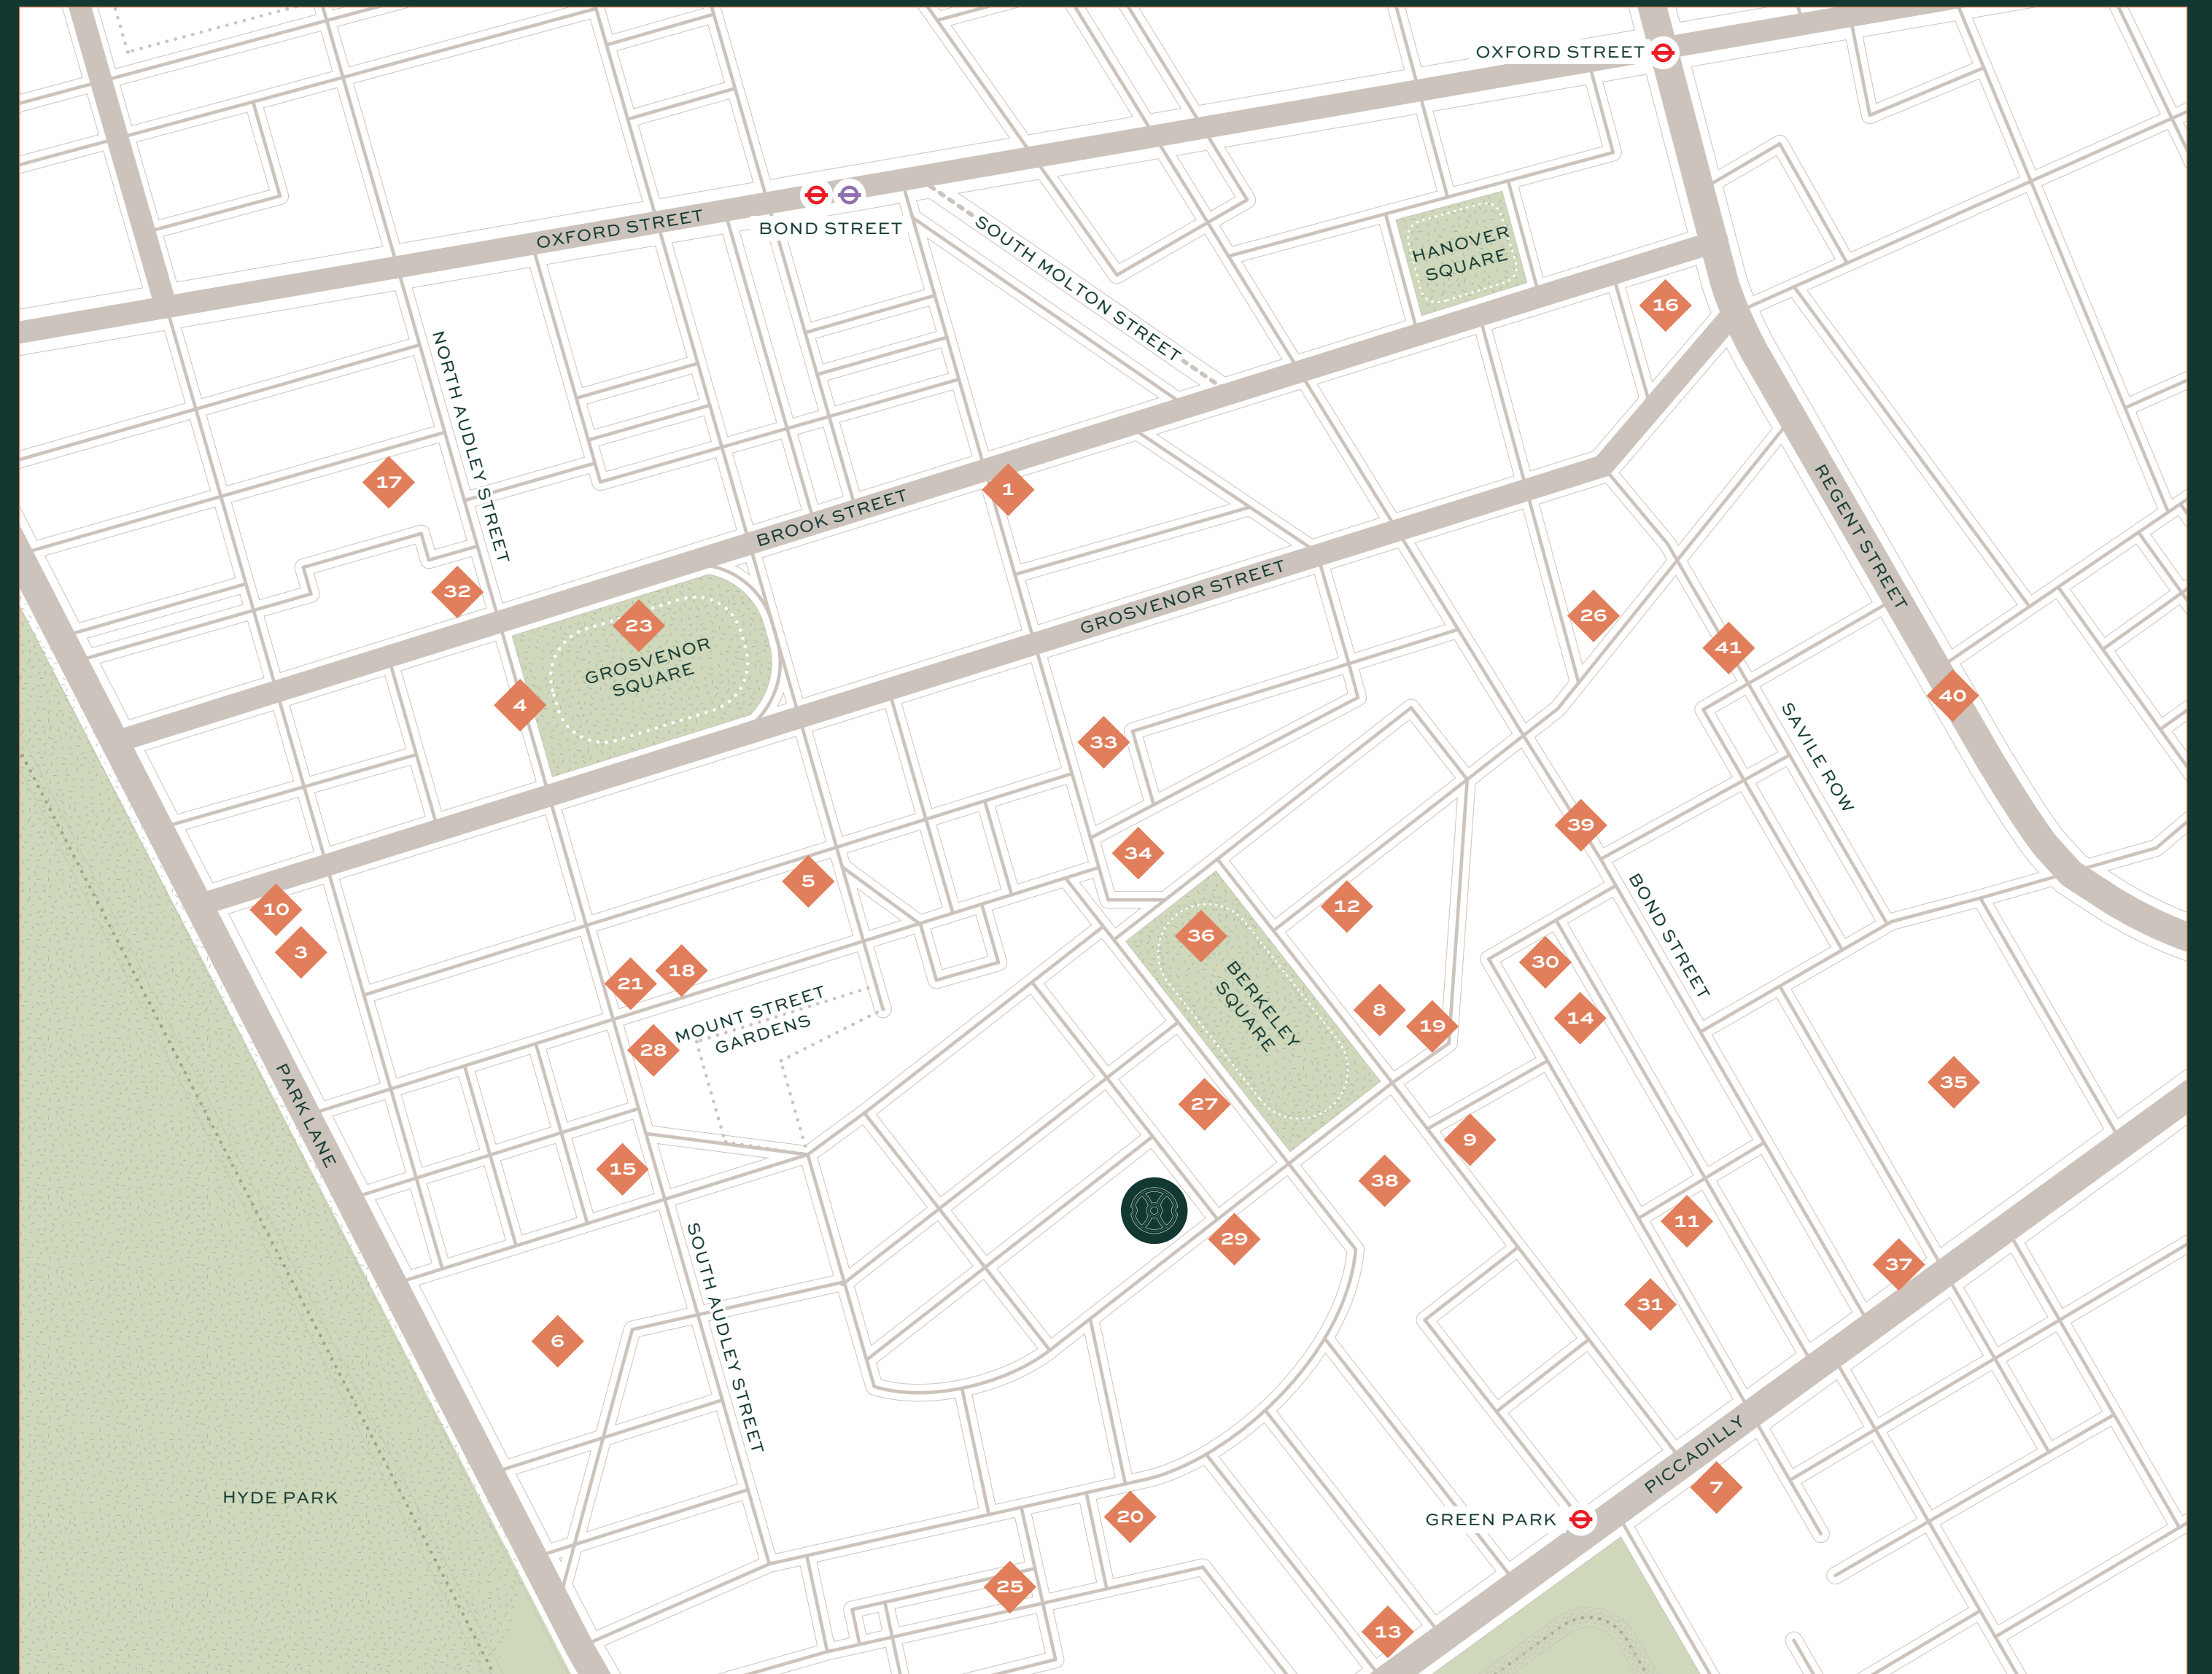 OXFORD STREET
OXFORD STREET
BOND STREET
SOUTH MOLTON STREET
HANOVER
SQUARE
16
NORTH AUDLEY STREET
17
1
BROOK STREET
REGENT STREET
32
23
GROSVENOR
SQUARE
GROSVENOR STREET
26
41
4
40
33
SAVILE ROW
39
34
5
10
12
BOND STREET
3
36
BERKELEY
SQUARE
30
21
18
MOUNT STREET
GARDENS
8
19
14
28
35
PARK LANE
27
9
15
38
11
29
SOUTH AUDLEY STREET
37
31
6
PICCADILLY
7
HYDE PARK
20
GREEN PARK
25
13